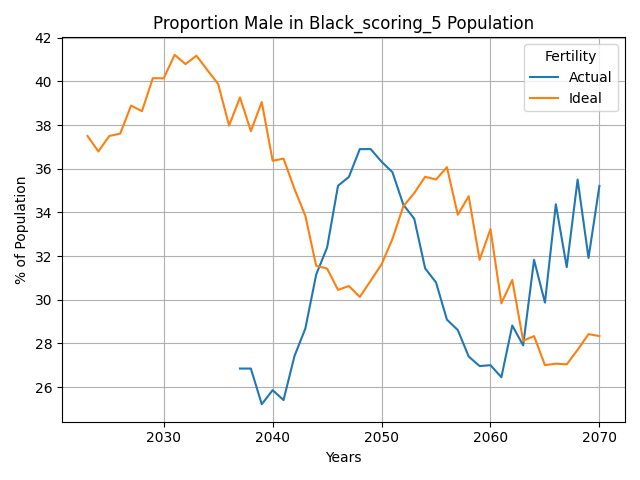 Proportion Male in Black_scoring_5 Population
42
40
38
36
34
32
30
28
26
% of Population
Fertility
Actual
Ideal
2030
2040
2050
2060
2070
Years